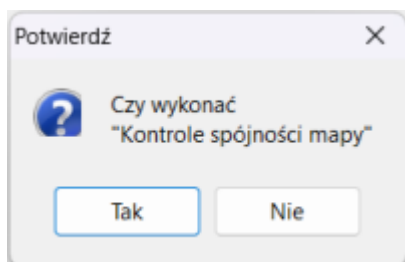 Potwierdź
Czy wykonać
"Kontrole spójności mapy"
Tak
Nie